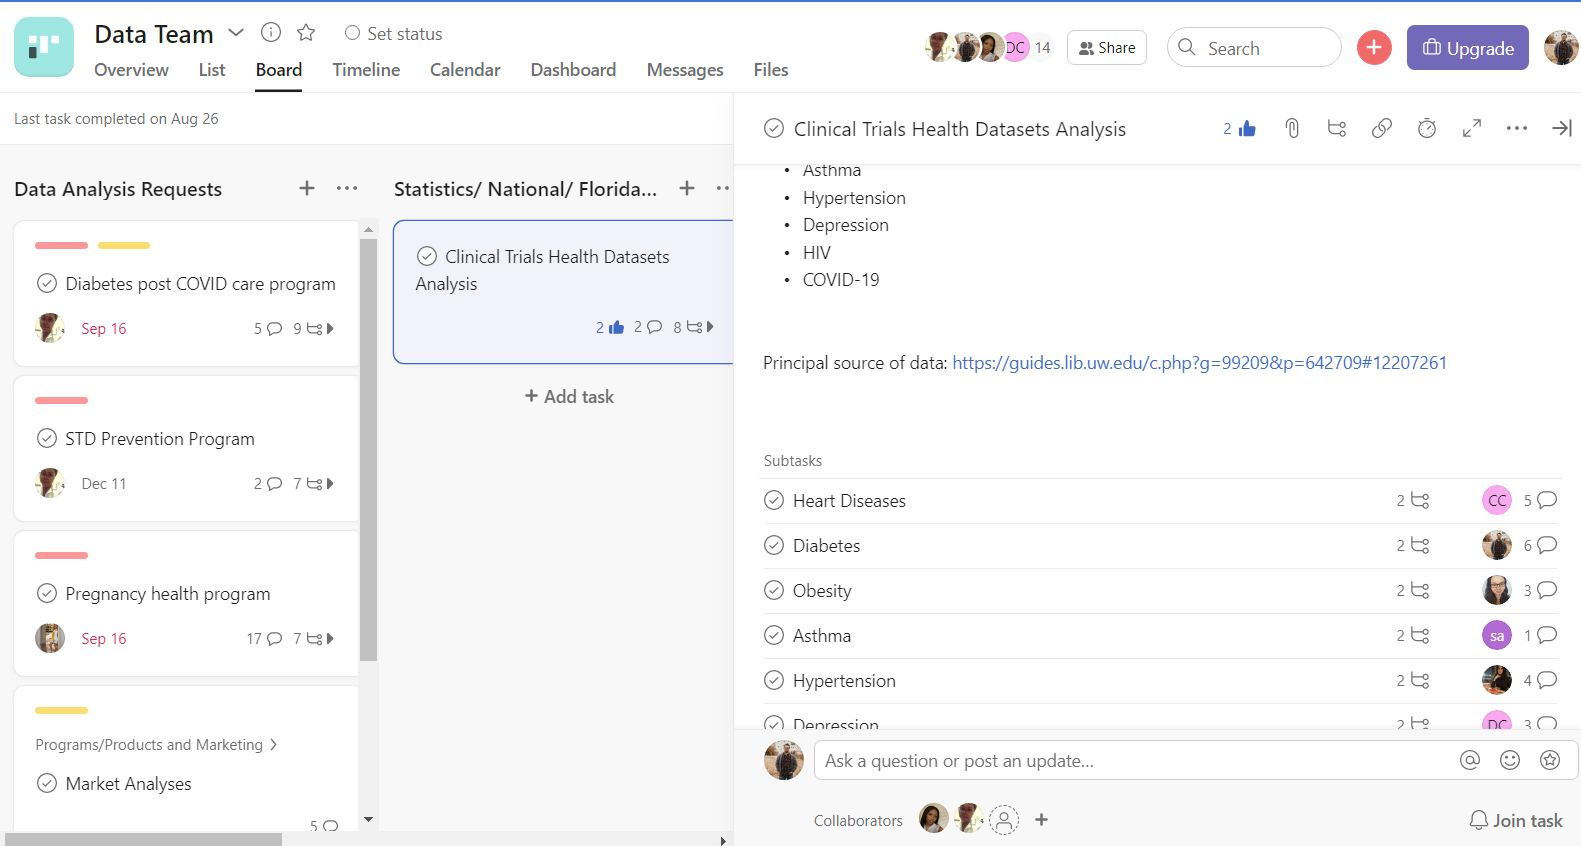 Data Team
Set status
DC
14
Share
Search
Upgrade
Overview
List
Board
Timeline
Calendar
Dashboard
Messages
Files
Last task completed on Aug 26
Data Analysis Requests
Diabetes post COVID care program
Sep 16
5
9
STD Prevention Program
Dec 11
2
7
Pregnancy health program
Sep 16
17
7
Programs/Products and Marketing
Market Analyses
5
Statistics/ National/ Florida...
Clinical Trials Health Datasets
Analysis
2
2
8
+ Add task
Clinical Trials Health Datasets Analysis
2
• Asthma
• Hypertension
• Depression
• HIV
• COVID-19
Principal source of data: https://guides.lib.uw.edu/c.php?g=99209&p=642709#12207261
Subtasks
Heart Diseases 2 CC 5
Diabetes 2 6
Obesity 2 3
Asthma 2 sa 1
Hypertension 2 4
Depression 2 DC 3
Ask a question or post an update...
Collaborators
Join task